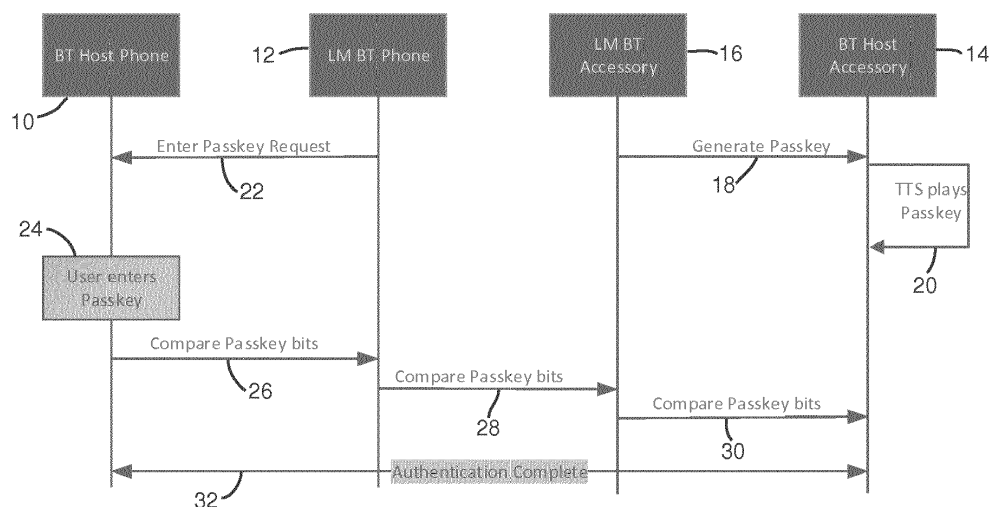 BT Host Phone
10
12
LM BT Phone
LM BT
Accessory
16
BT Host
Accessory
14
Enter Passkey Request
22
Generate Passkey
18
TTS plays
Passkey
20
24
User enters
Passkey
Compare Passkey bits
26
Compare Passkey bits
28
Compare Passkey bits
30
Authentication Complete
32